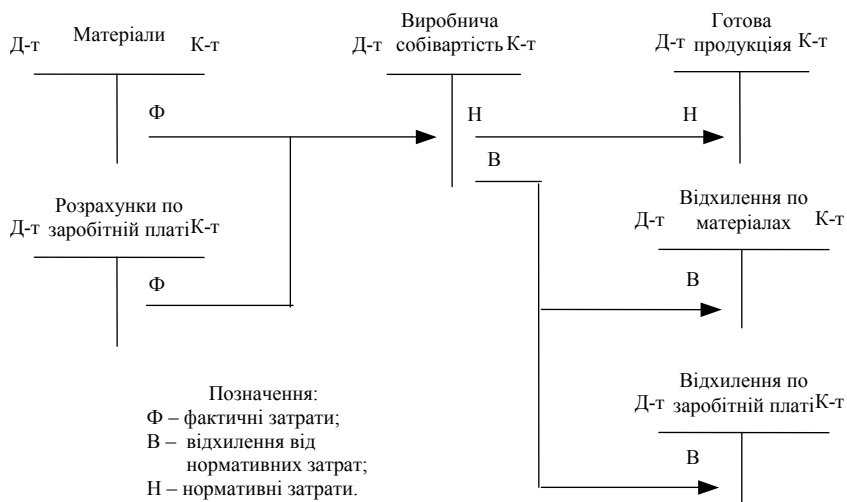 Матеріали
Д-т К-т
Ф
Виробнича
Д-т собівартість К-т
Н
В
Готова
Д-т продукціяя К-т
Н
Розрахунки по
Д-т заробітній платі К-т
Ф
Відхилення по
Д-т матеріалах К-т
В
Відхилення по
Д-т заробітній платі К-т
В
Позначення:
Ф – фактичні затрати;
В – відхилення від
нормативних затрат;
Н – нормативні затрати.